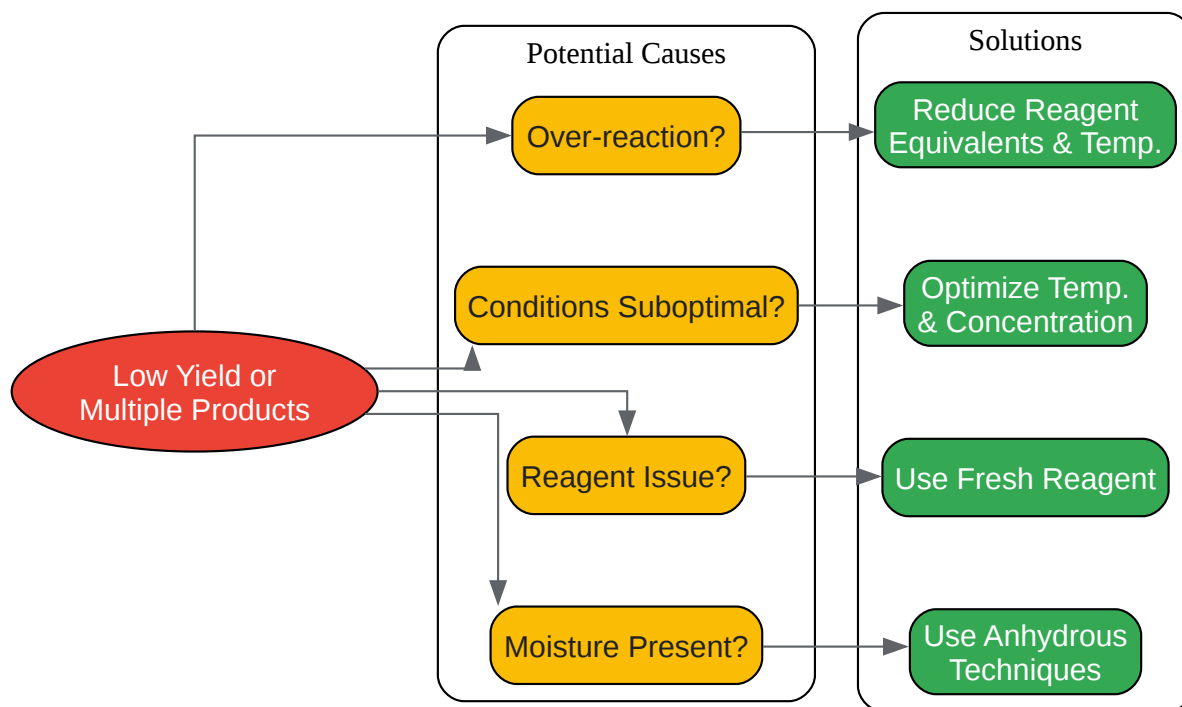 Potential Causes
Solutions
Over-reaction?
Reduce Reagent
Equivalents & Temp.
Conditions Suboptimal?
Optimize Temp.
& Concentration
Low Yield or
Multiple Products
Reagent Issue?
Use Fresh Reagent
Moisture Present?
Use Anhydrous
Techniques